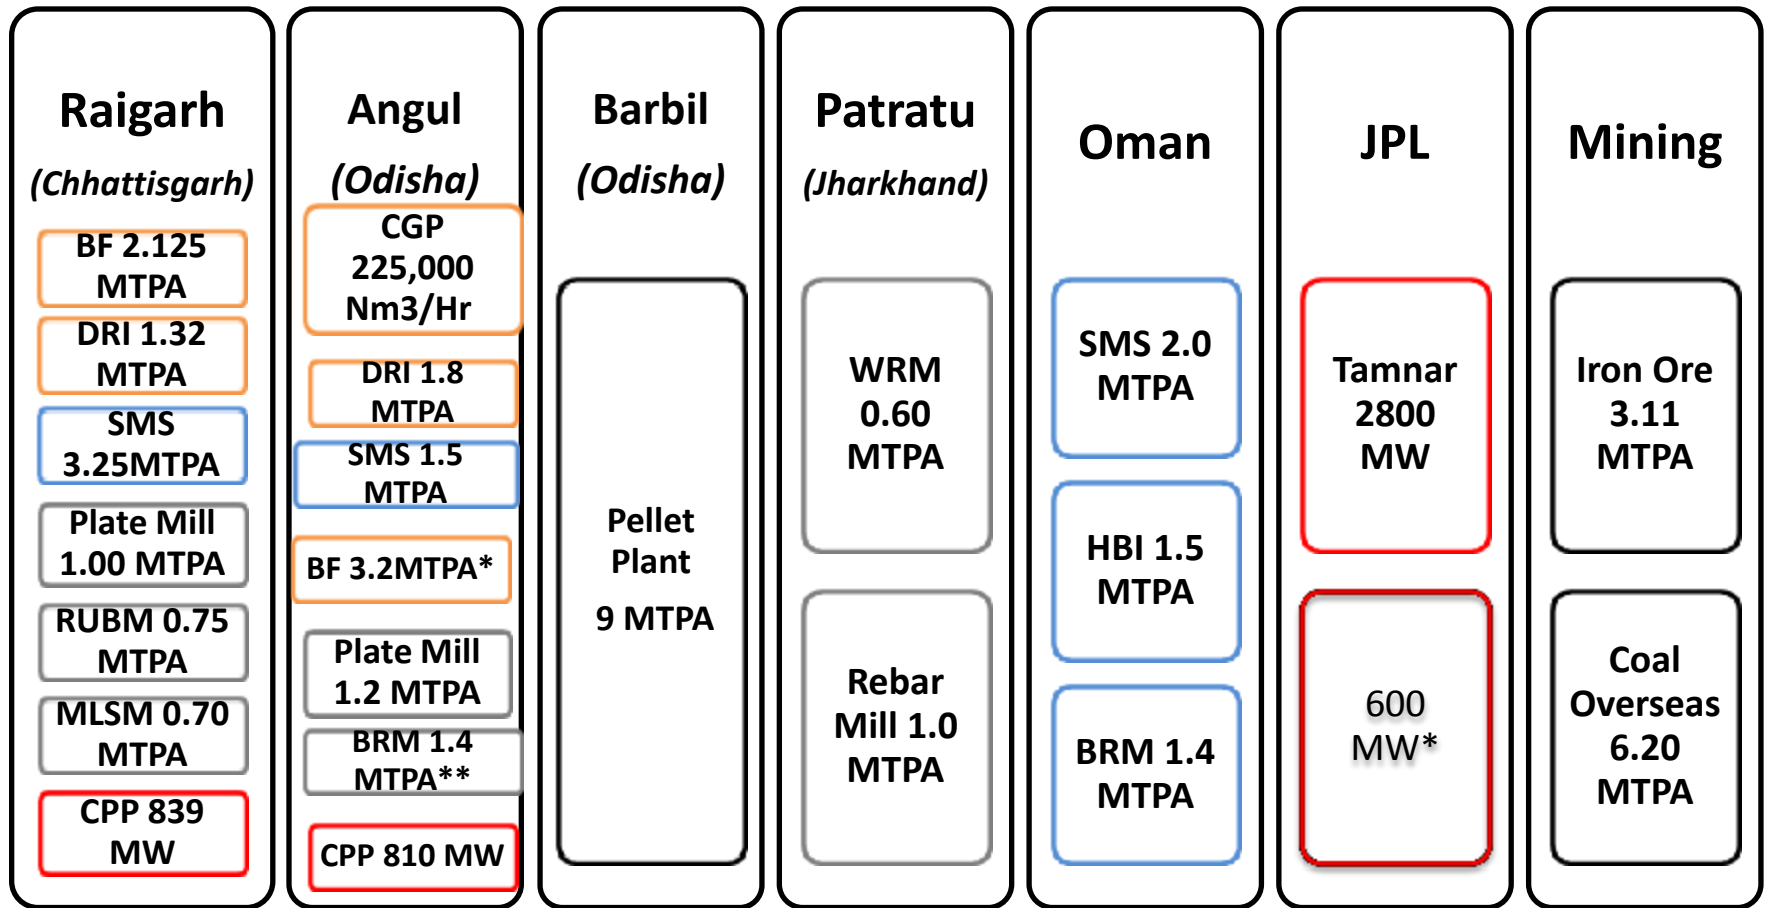 Raigarh
(Chhattisgarh)
BF 2.125
MTPA
DRI 1.32
MTPA
SMS
3.25MTPA
Plate Mill
1.00 MTPA
RUBM 0.75
MTPA
MLSM 0.70
MTPA
CPP 839
MW
Angul
(Odisha)
CGP
225,000
Nm3/Hr
DRI 1.8
MTPA
SMS 1.5
MTPA
BF 3.2MTPA*
Plate Mill
1.2 MTPA
BRM 1.4
MTPA**
CPP 810 MW
Barbil
(Odisha)
Pellet
Plant
9 MTPA
Patratu
(Jharkhand)
WRM
0.60
MTPA
Rebar
Mill 1.0
MTPA
Oman
SMS 2.0
MTPA
HBI 1.5
MTPA
BRM 1.4
MTPA
JPL
Tamnar
2800
MW
600
MW*
Mining
Iron Ore
3.11
MTPA
Coal
Overseas
6.20
MTPA